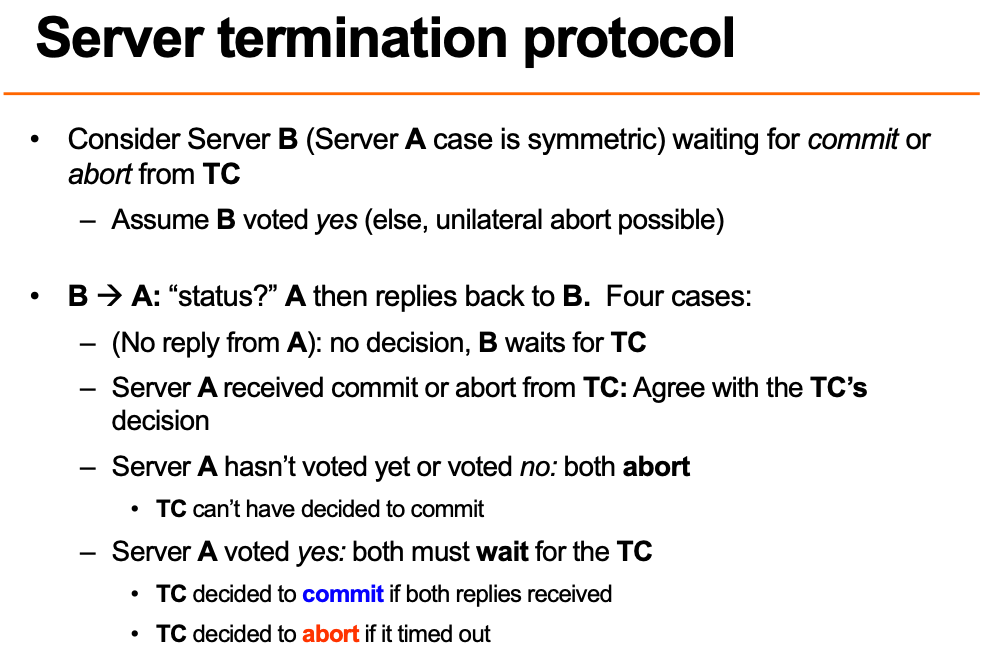 Server termination protocol
• Consider Server B (Server A case is symmetric) waiting for commit or
abort from TC
– Assume B voted yes (else, unilateral abort possible)
• B → A: “status?” A then replies back to B. Four cases:
– (No reply from A): no decision, B waits for TC
– Server A received commit or abort from TC: Agree with the TC’s
decision
– Server A hasn’t voted yet or voted no: both abort
• TC can’t have decided to commit
– Server A voted yes: both must wait for the TC
• TC decided to commit if both replies received
• TC decided to abort if it timed out